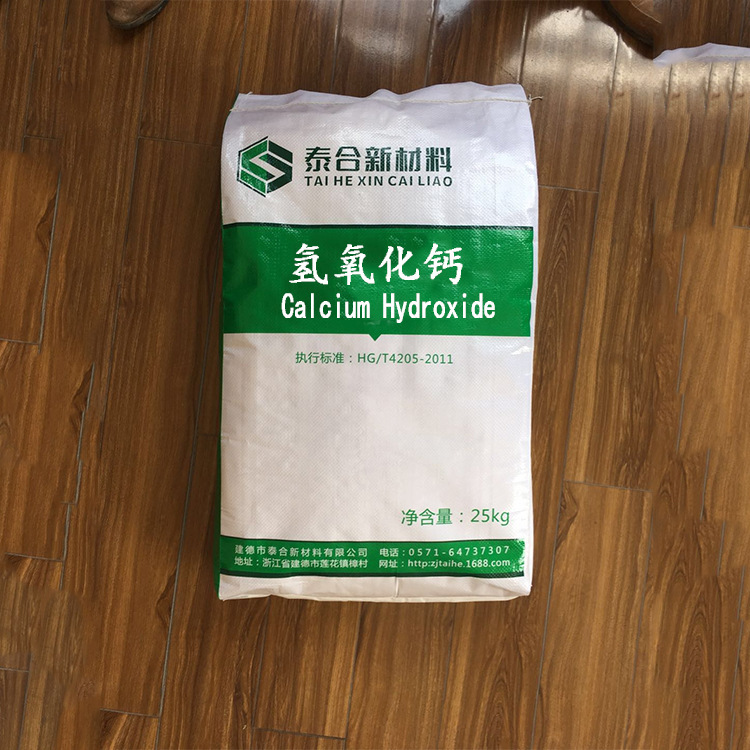 泰合新材料
TAI HE XIN CAI LIAO
氢氧化钙
Calcium Hydroxide
执行标准：HG/T4205-2011
净含量：25kg
建德市泰合新材料有限公司 电话：0571-64737307
地址：浙江省建德市莲花镇樟村 网址：http:zjtaihe.1688.com